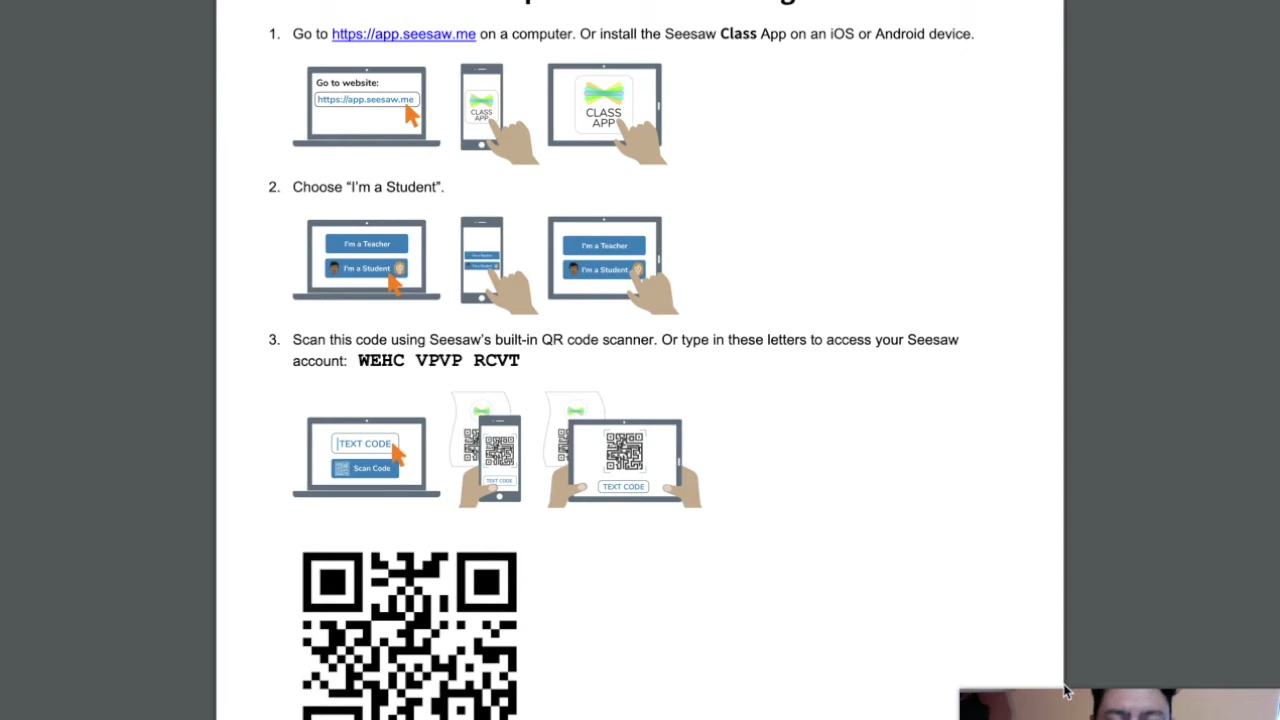 1. Go to https://app.seesaw.me on a computer. Or install the Seesaw Class App on an iOS or Android device.
Go to website:
https://app.seesaw.me
CLASS
APP
CLASS
APP
2. Choose “I’m a Student”.
I'm a Teacher
I'm a Student
I'm a Teacher
I'm a Student
I'm a Teacher
I'm a Student
3. Scan this code using Seesaw’s built-in QR code scanner. Or type in these letters to access your Seesaw
account: WEHC VPVP RCVT
TEXT CODE
Scan Code
TEXT CODE
TEXT CODE